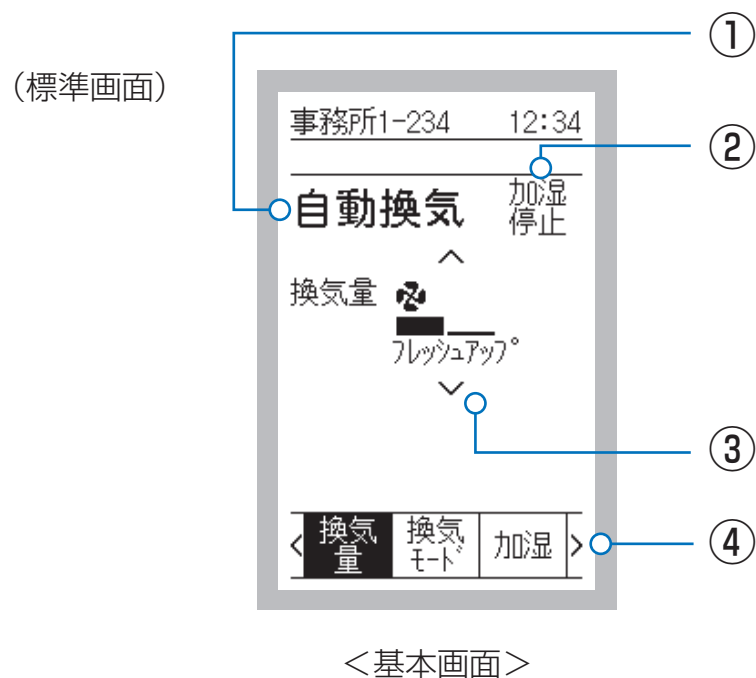 ①
(標準画面)
事務所1-234 12:34
②
自動換気 加湿
停止
換気量
フレッシュアップ
③
換気
量 換気
モード 加湿
④
<基本画面>